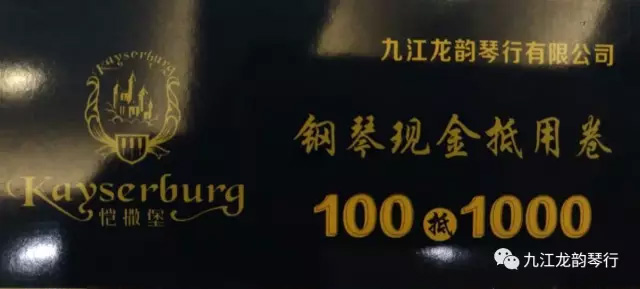 九江龙韵琴行有限公司
Kayserburg
钢琴现金抵用卷
Kayserburg
恺撒堡
100抵1000
九江龙韵琴行